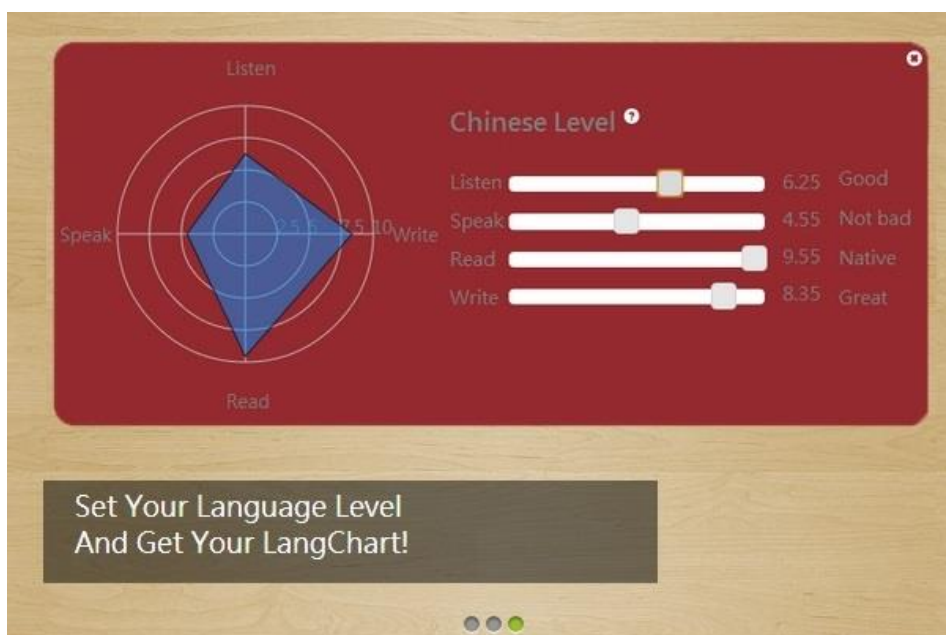 Listen
Speak
2.5 5 7.5 10
Write
Read
Chinese Level ?
Listen 6.25 Good
Speak 4.55 Not bad
Read 9.55 Native
Write 8.35 Great
Set Your Language Level
And Get Your LangChart!